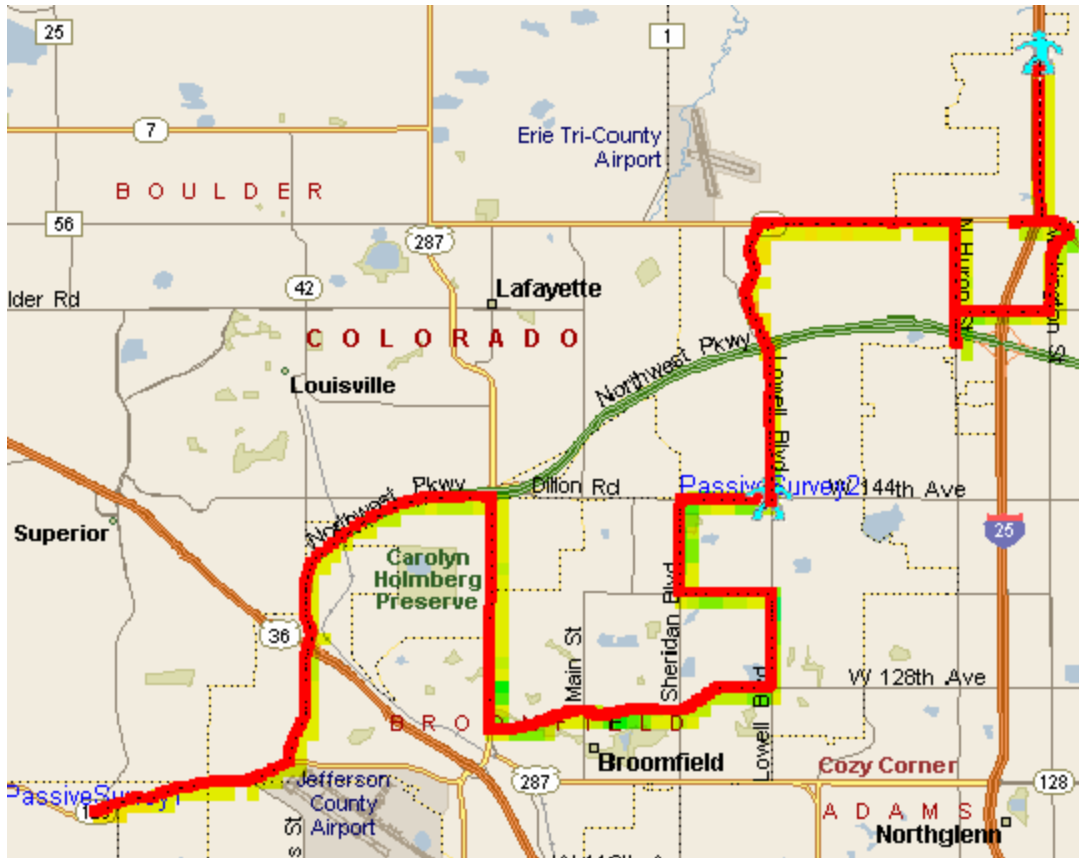 25
1
7
Erie Tri-County
Airport
BOULDER
56
287
N Huron St
Washington St
42
Lafayette
lder Rd
COLORADO
Northwest Pkwy
Louisville
Lowell Blvd
Northwest Pkwy
Dillon Rd
PassiveSurvey2
W 144th Ave
Superior
25
Carolyn
Holmberg
Preserve
Sheridan Blvd
36
Main St
W 128th Ave
Lowell Blvd
BROOMFIELD
Broomfield
Cozy Corner
Jefferson
County
Airport
287
128
PassiveSurvey1
ADAMS
Northglenn
s St